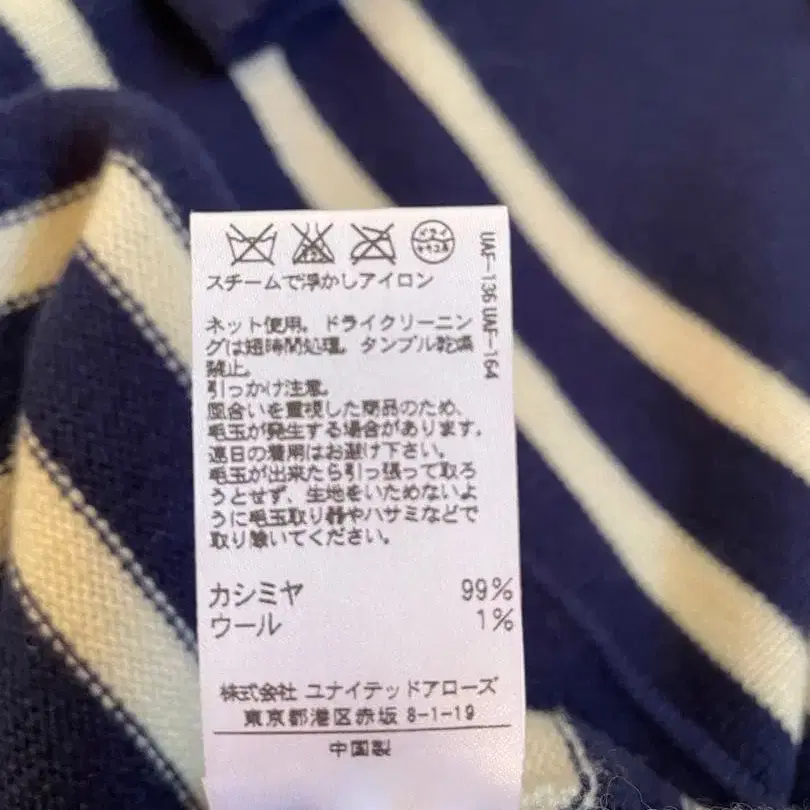 ドライ
セキユ系
スチームで浮かしアイロン
UAF-136 UAF-164
ネット使用。ドライクリーニン
グは短時間処理。タンブル乾燥
禁止。
引っかけ注意。
風合いを重視した商品のため、
毛玉が発生する場合があります。
連日の着用はお避け下さい。
毛玉が出来たら引っ張って取ろ
うとせず、生地をいためないよ
うに毛玉取り器やハサミなどで
取り除いてください。
カシミヤ 99%
ウール 1%
株式会社 ユナイテッドアローズ
東京都港区赤坂 8-1-19
中国製